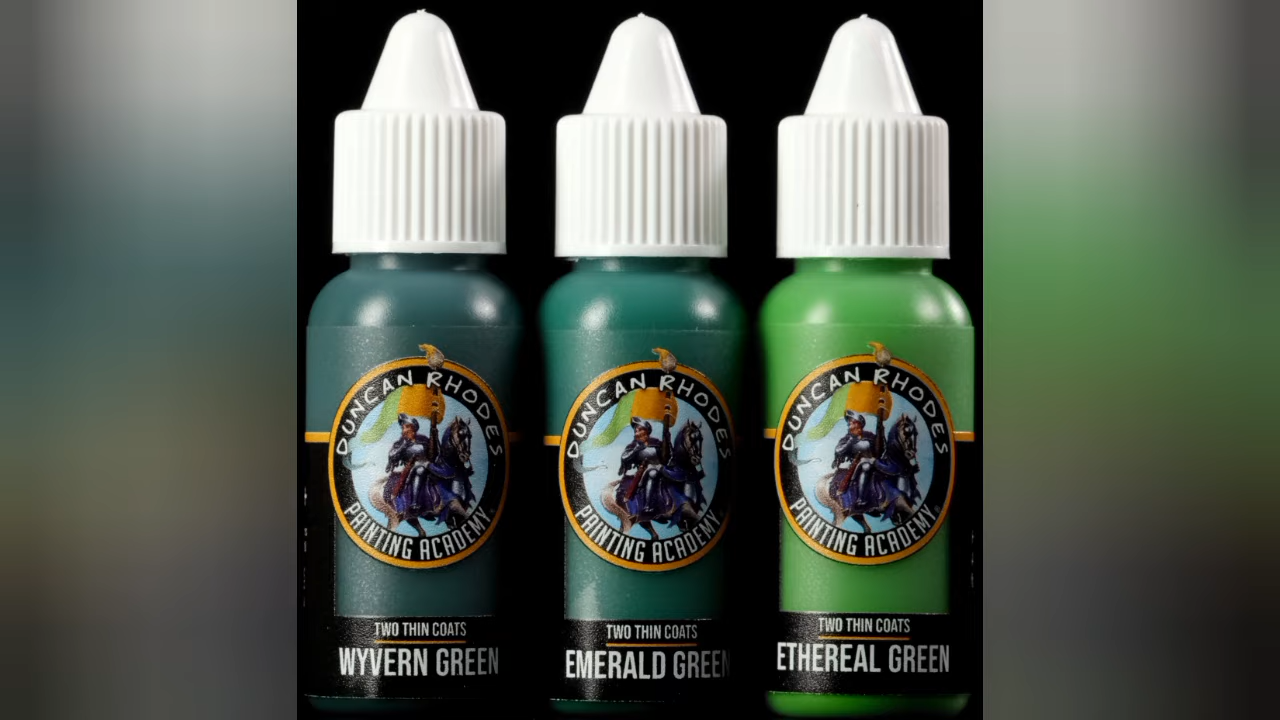 DUNCAN RHODES
PAINTING ACADEMY
TWO THIN COATS
WYVERN GREEN
DUNCAN RHODES
PAINTING ACADEMY
TWO THIN COATS
EMERALD GREEN
DUNCAN RHODES
PAINTING ACADEMY
TWO THIN COATS
ETHEREAL GREEN